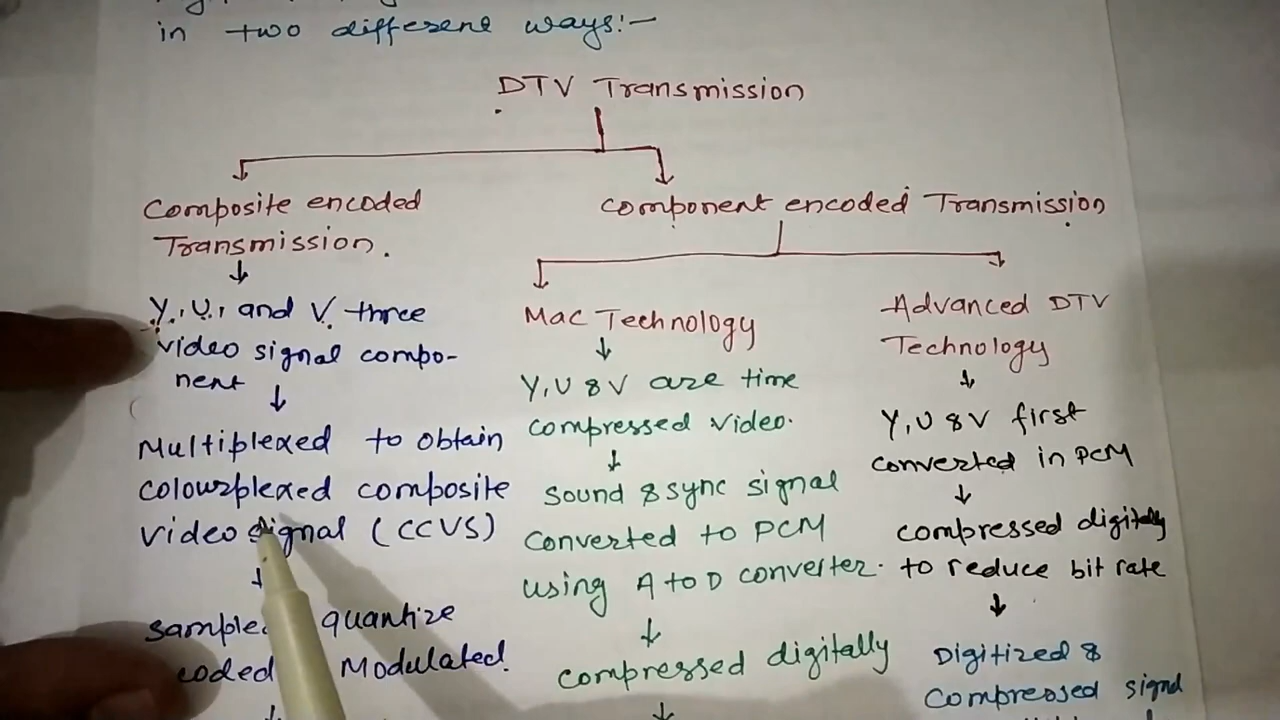 in two different ways:-
DTV Transmission
Composite encoded
Transmission.
Y, U, and V three
video signal compo-
nent
Multiplexed to obtain
colourplexed composite
video signal (CCVS)
sampled quantize
coded Modulated.
component encoded Transmission
Mac Technology
Y, U & V are time
compressed video.
sound & sync signal
converted to PCM
using A to D converter.
compressed digitally
Advanced DTV
Technology
Y, U & V first
converted in PCM
compressed digitally
to reduce bit rate
Digitized &
compressed signal